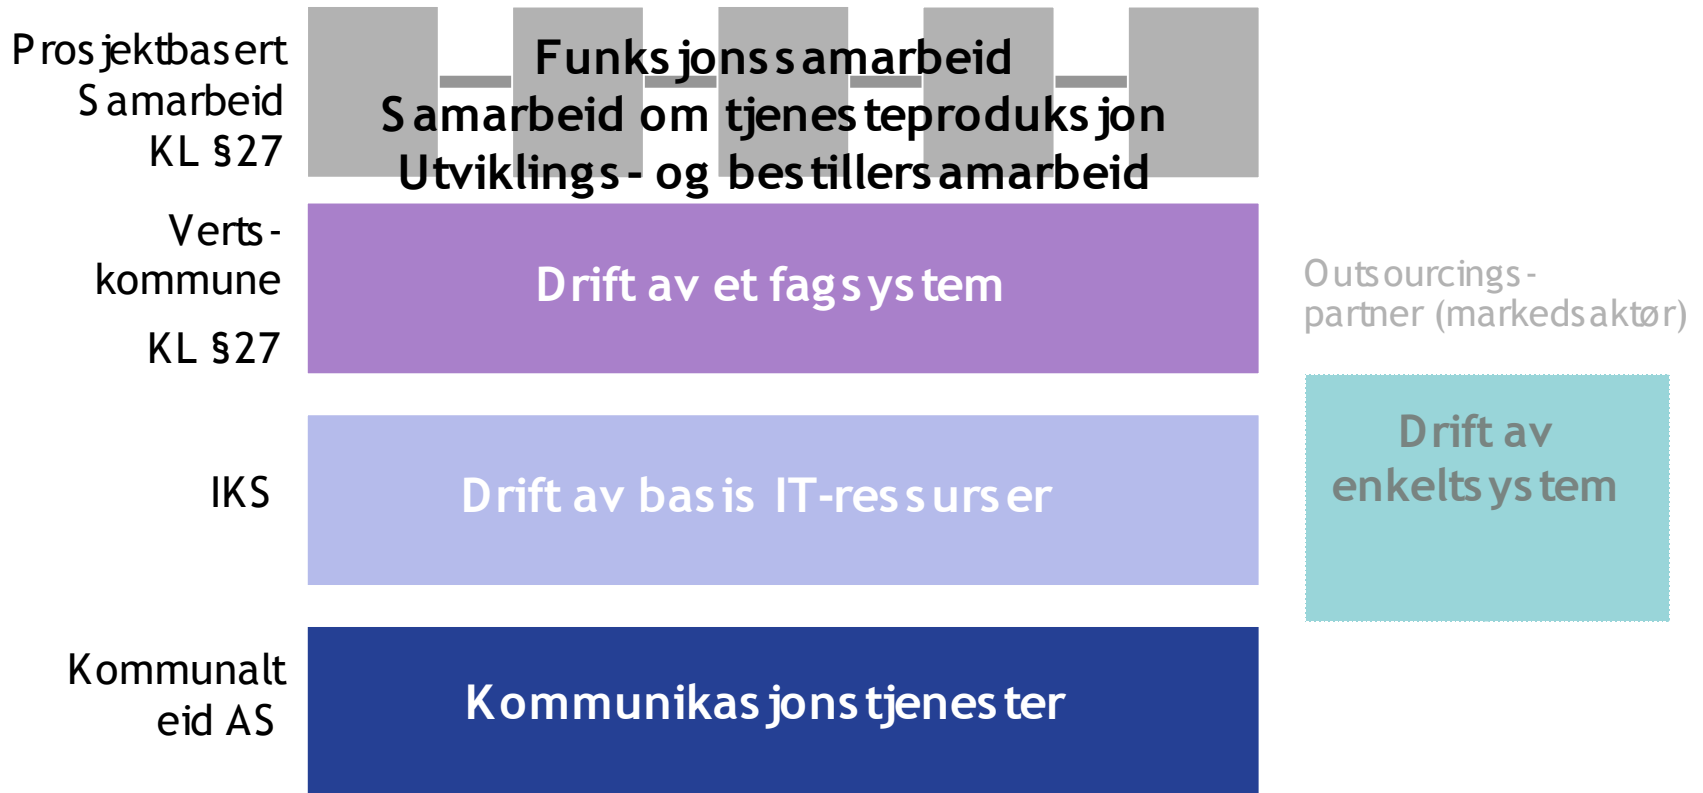 Prosjektbasert
Samarbeid
KL §27
Funksjonssamarbeid
Samarbeid om tjenesteproduksjon
Utviklings- og bestillersamarbeid
Verts-
kommune
KL §27
Drift av et fagsystem
Outsourcings-
partner (markedsaktør)
Drift av
enkeltsystem
IKS
Drift av basis IT-ressurser
Kommunalt
eid AS
Kommunikasjonstjenester